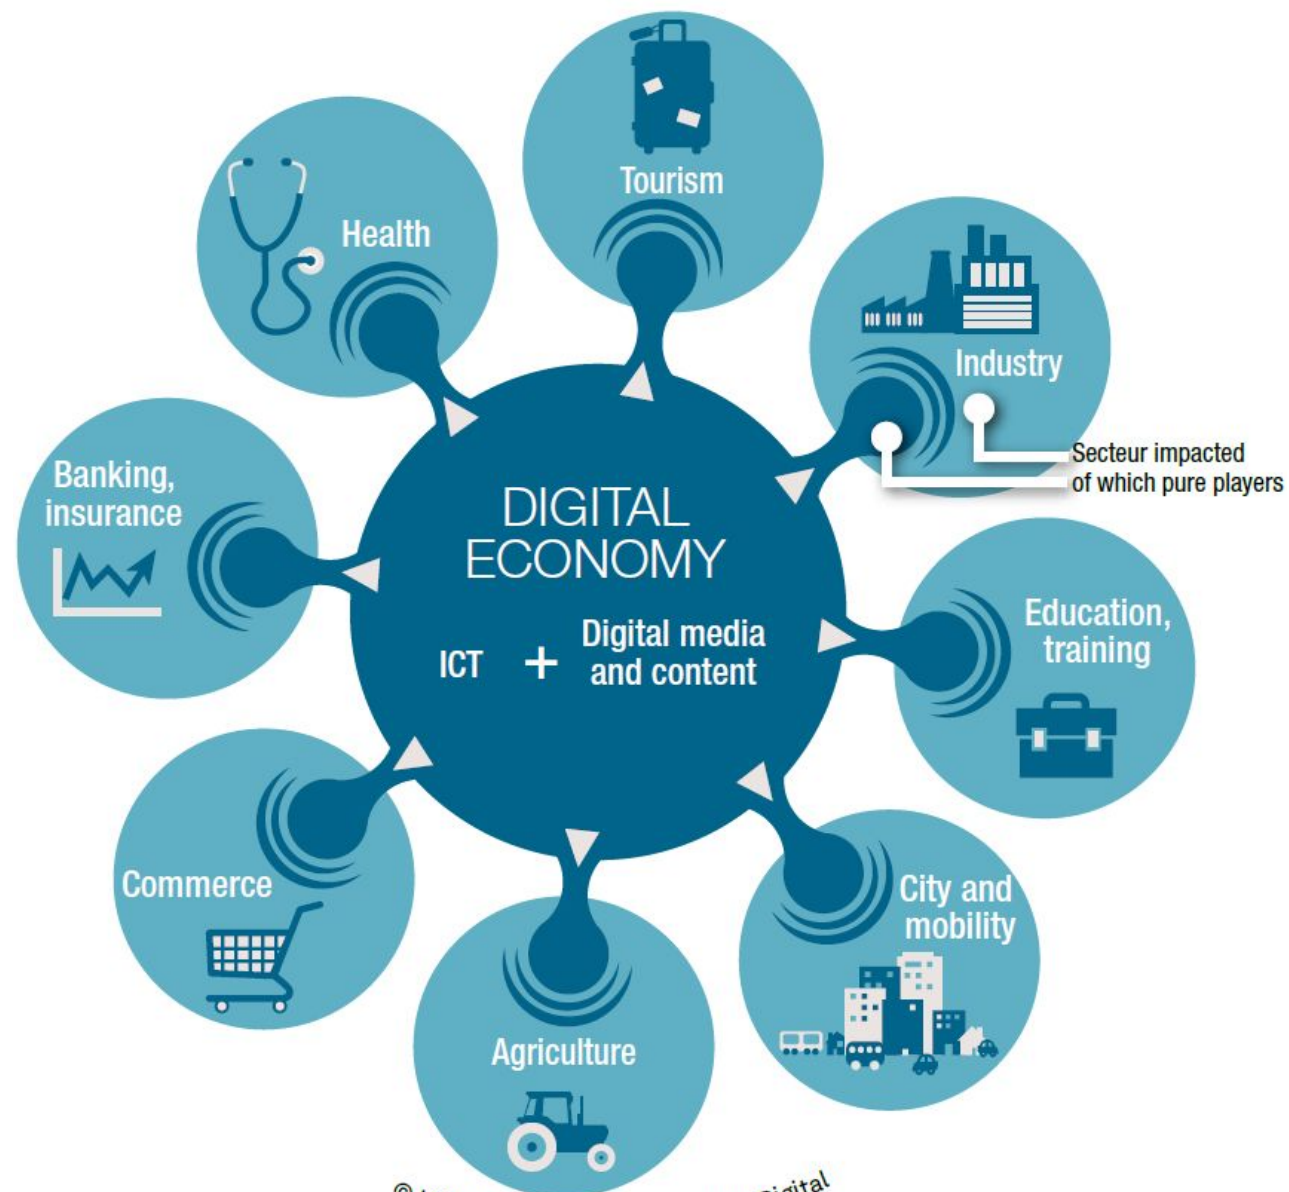 Tourism
Health
Industry
Secteur impacted
of which pure players
Banking,
insurance
DIGITAL
ECONOMY
ICT + Digital media
and content
Education,
training
Commerce
City and
mobility
Agriculture
©
Digital